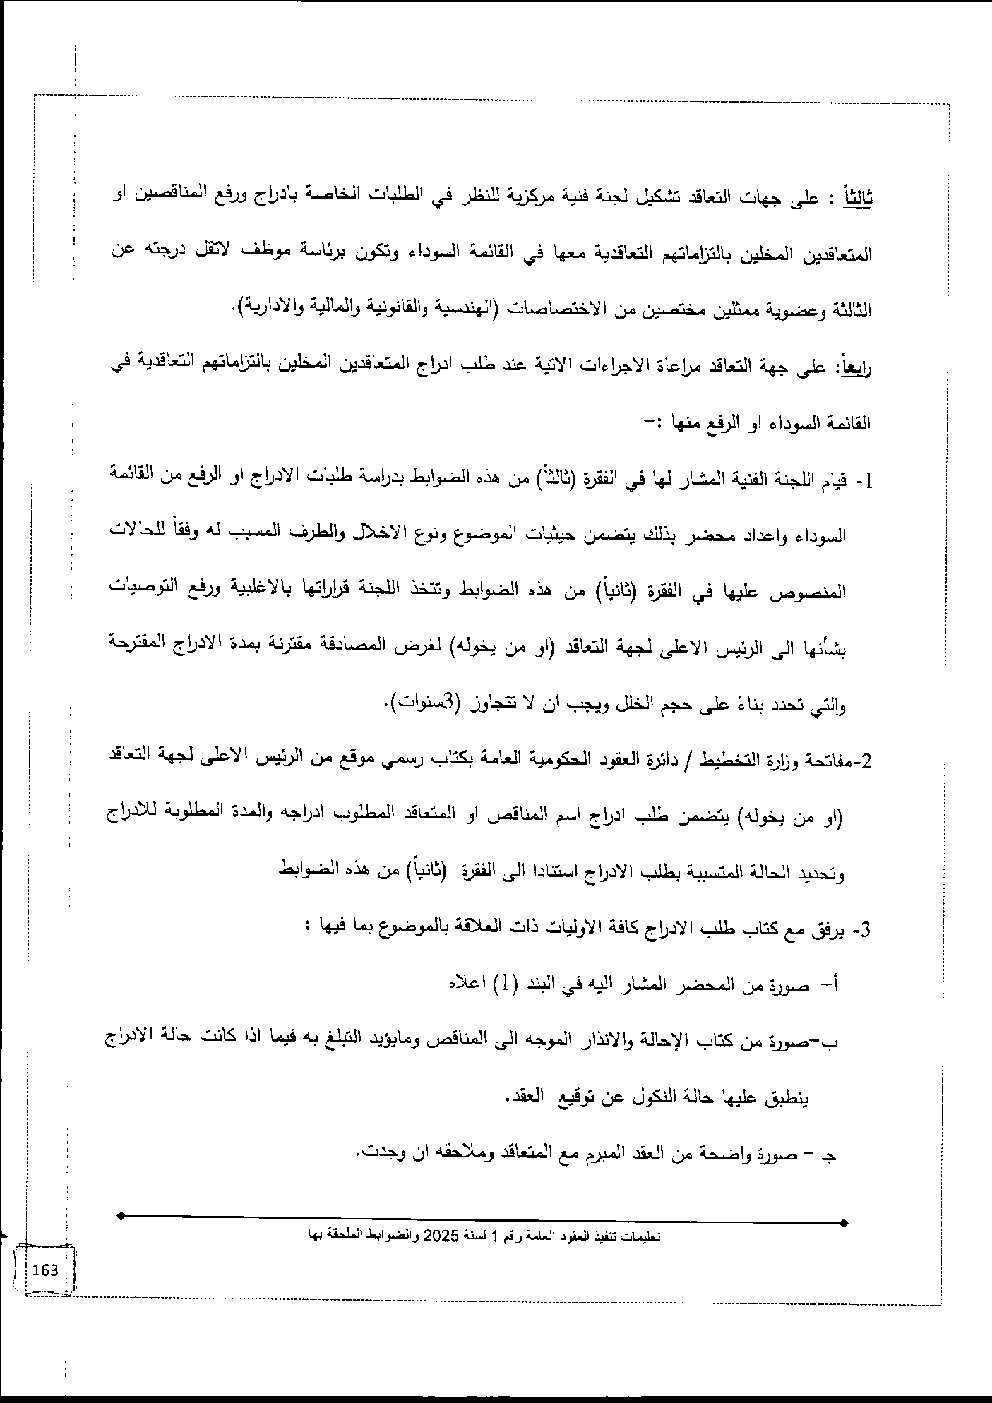 ثالثاً : على جهات التعاقد تشكيل لجنة فنية مركزية للنظر في الطلبات الخاصة بادراج ورفع المناقصين او
المتعاقدين المخلين بالتزاماتهم التعاقدية معها في القائمة السوداء وتكون برئاسة موظف لاتقل درجته عن
الثالثة وعضوية ممثلين مختصين من الاختصاصات (الهندسية والقانونية والمالية والادارية).
رابعاً: على جهة التعاقد مراعاة الاجراءات الاتية عند طلب ادراج المتعاقدين المخلين بالتزاماتهم التعاقدية في
القائمة السوداء او الرفع منها :-
1- قيام اللجنة الفنية المشار لها في الفقرة (ثالثاً) من هذه الضوابط بدراسة طلبات الادراج او الرفع من القائمة
السوداء واعداد محضر بذلك يتضمن حيثيات الموضوع ونوع الاخلال والطرف المسبب له وفقاً للحالات
المنصوص عليها في الفقرة (ثانياً) من هذه الضوابط وتتخذ اللجنة قراراتها بالاغلبية ورفع التوصيات
بشأنها الى الرئيس الاعلى لجهة التعاقد (او من يخوله) لغرض المصادقة مقترنة بمدة الادراج المقترحة
والتي تحدد بناءً على حجم الخلل ويجب ان لا تتجاوز (3سنوات).
2-مفاتحة وزارة التخطيط / دائرة العقود الحكومية العامة بكتاب رسمي موقع من الرئيس الاعلى لجهة التعاقد
(او من يخوله) يتضمن طلب ادراج اسم المناقص او المتعاقد المطلوب ادراجه والمدة المطلوبة للادراج
وتحديد الحالة المتسببة بطلب الادراج استنادا الى الفقرة (ثانياً) من هذه الضوابط
3- يرفق مع كتاب طلب الادراج كافة الاوليات ذات العلاقة بالموضوع بما فيها :
أ- صورة من المحضر المشار اليه في البند (1) اعلاه
ب-صورة من كتاب الإحالة والانذار الموجه الى المناقص ومايؤيد التبلغ به فيما اذا كانت حالة الادراج
ينطبق عليها حالة النكول عن توقيع العقد.
جـ - صورة واضحة من العقد المبرم مع المتعاقد وملاحقه ان وجدت.
تعليمات تنفيذ العقود العامة رقم 1 لسنة 2025 والضوابط الملحقة بها
163